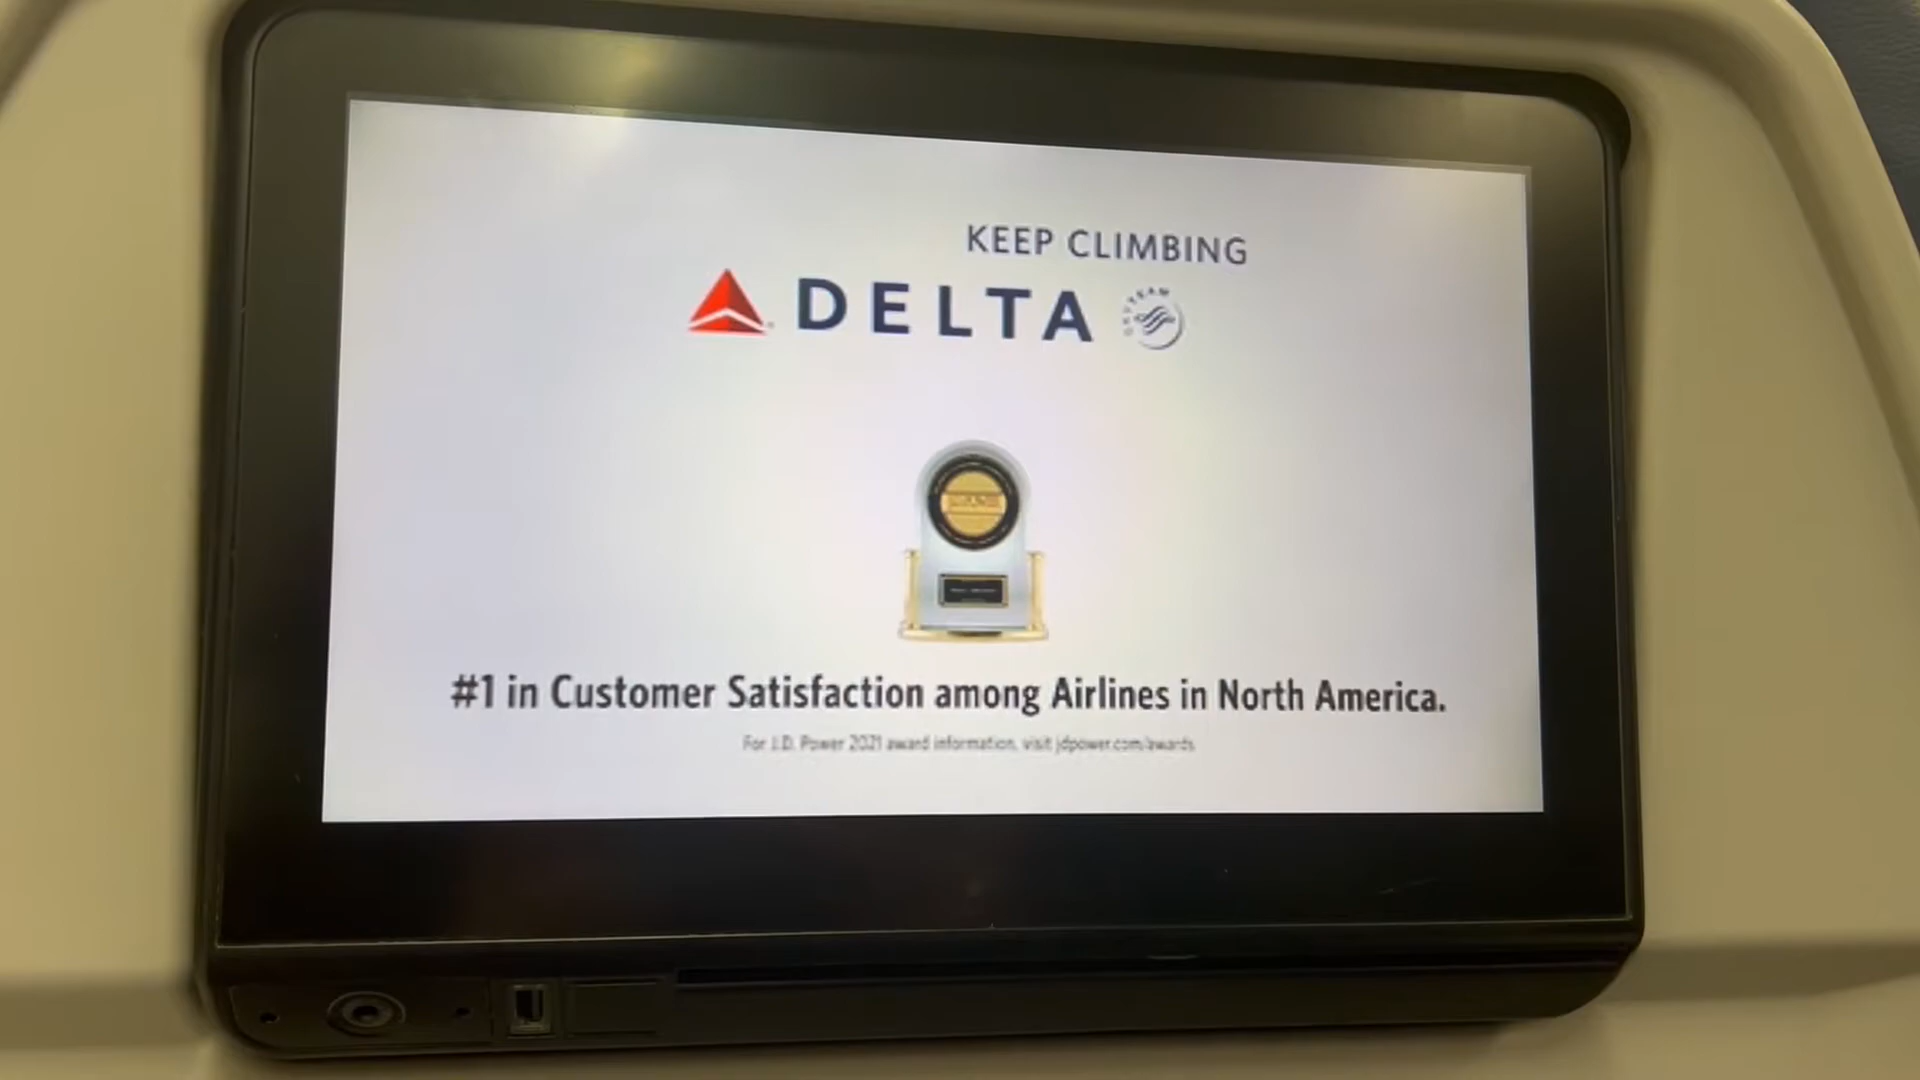 KEEP CLIMBING
DELTA
SKYTEAM
#1 in Customer Satisfaction among Airlines in North America.
For J.D. Power 2021 award information, visit jdpower.com/awards